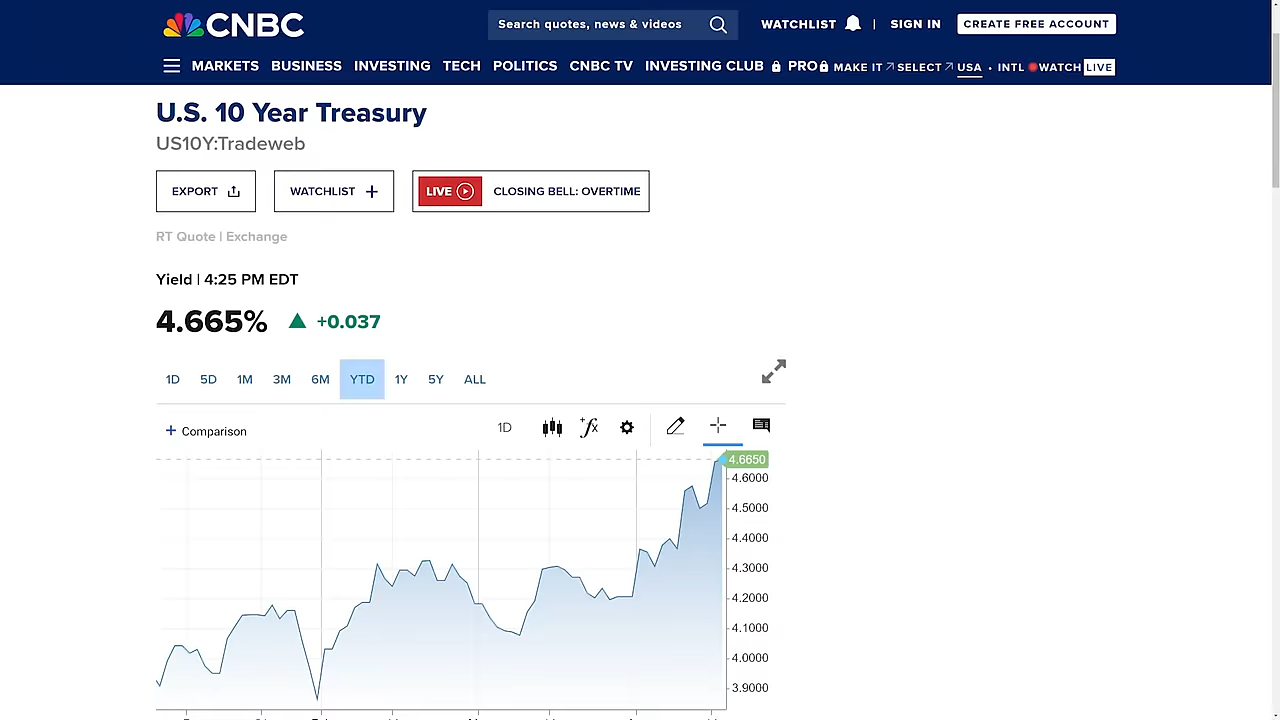 CNBC
Search quotes, news & videos
WATCHLIST
|
SIGN IN
CREATE FREE ACCOUNT
MARKETS BUSINESS INVESTING TECH POLITICS CNBC TV INVESTING CLUB PRO MAKE IT SELECT USA • INTL WATCH LIVE
U.S. 10 Year Treasury
US10Y:Tradeweb
EXPORT
WATCHLIST +
LIVE CLOSING BELL: OVERTIME
RT Quote | Exchange
Yield | 4:25 PM EDT
4.665% +0.037
1D 5D 1M 3M 6M YTD 1Y 5Y ALL
+ Comparison
1D
+fx
4.6650
4.6000
4.5000
4.4000
4.3000
4.2000
4.1000
4.0000
3.9000